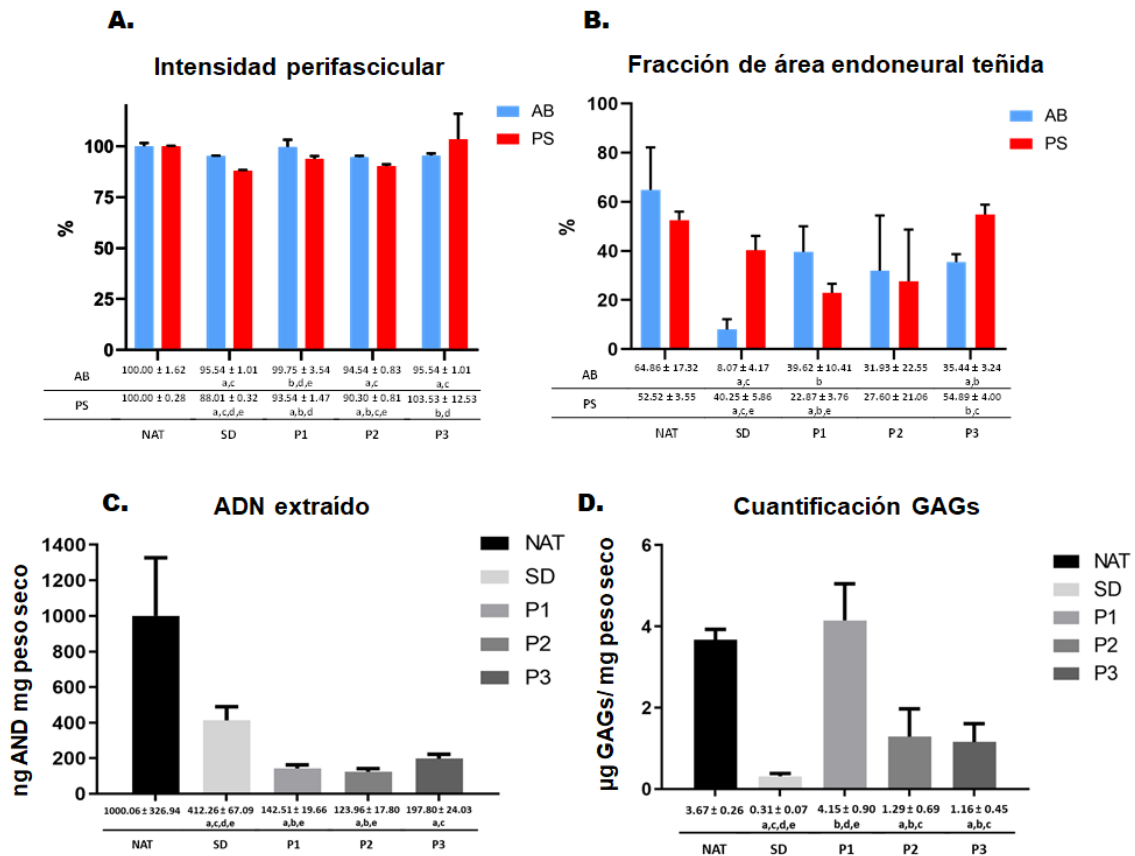 A.
Intensidad perifascicular
AB
PS
%
100
75
50
25
0
AB 100.00 ± 1.62 95.54 ± 1.01 99.75 ± 3.54 94.54 ± 0.83 95.54 ± 1.01
a,c b,d,e a,c a,c
PS 100.00 ± 0.28 88.01 ± 0.32 93.54 ± 1.47 90.30 ± 0.81 103.53 ± 12.53
a,c,d,e a,b,d a,b,c,e b,d
NAT SD P1 P2 P3
B.
Fracción de área endoneural teñida
AB
PS
%
100
80
60
40
20
0
AB 64.86 ± 17.32 8.07 ± 4.17 39.62 ± 10.41 31.93 ± 22.55 35.44 ± 3.24
a,c b a,b
PS 52.52 ± 3.55 40.25 ± 5.86 22.87 ± 3.76 27.60 ± 21.06 54.89 ± 4.00
a,c,e a,b,e b,c
NAT SD P1 P2 P3
C.
ADN extraído
ng AND mg peso seco
1400
1200
1000
800
600
400
200
0
NAT
SD
P1
P2
P3
1000.06 ± 326.94 412.26 ± 67.09 142.51 ± 19.66 123.96 ± 17.80 197.80 ± 24.03
a,c,d,e a,b,e a,b,e a,c
NAT SD P1 P2 P3
D.
Cuantificación GAGs
µg GAGs/ mg peso seco
6
4
2
0
NAT
SD
P1
P2
P3
3.67 ± 0.26 0.31 ± 0.07 4.15 ± 0.90 1.29 ± 0.69 1.16 ± 0.45
a,c,d,e b,d,e a,b,c a,b,c
NAT SD P1 P2 P3